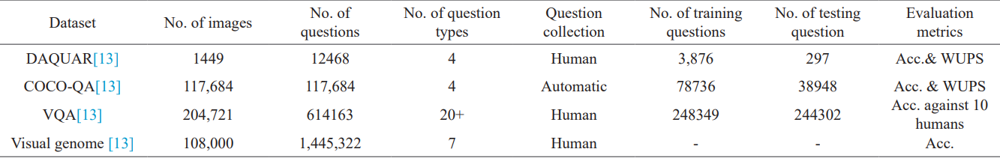 Dataset No. of images No. of questions No. of question types Question collection No. of training questions No. of testing question Evaluation metrics
DAQUAR[13] 1449 12468 4 Human 3,876 297 Acc.& WUPS
COCO-QA[13] 117,684 117,684 4 Automatic 78736 38948 Acc. & WUPS
VQA[13] 204,721 614163 20+ Human 248349 244302 Acc. against 10 humans
Visual genome [13] 108,000 1,445,322 7 Human - - Acc.